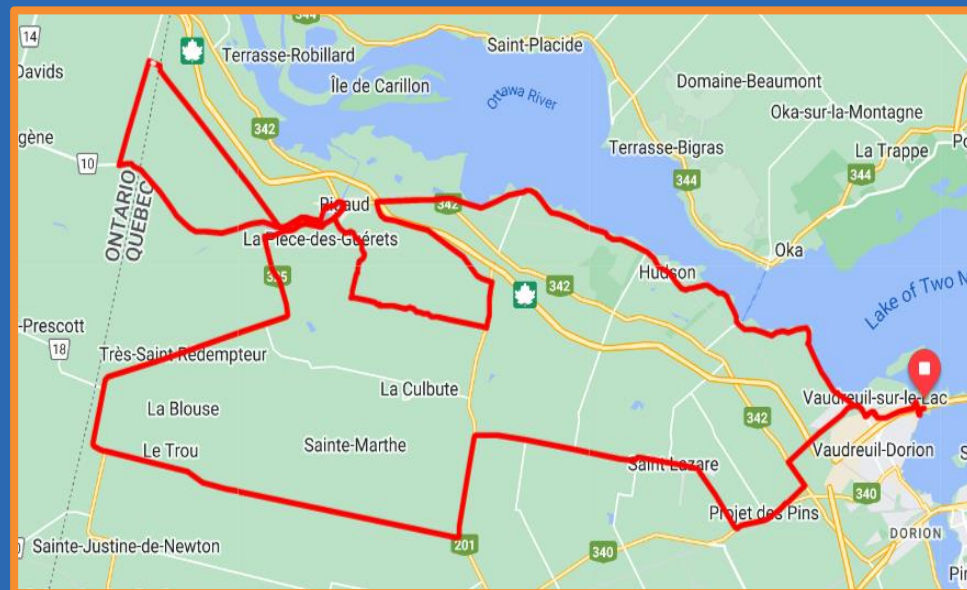 14
344
Saint-Placide
Terrasse-Robillard
Davids
Île de Carillon
Domaine-Beaumont
Ottawa River
Oka-sur-la-Montagne
342
Terrasse-Bigras
La Trappe
gène
10
344
344
ONTARIO
QUEBEC
Rigaud
342
La Pièce-des-Guérets
Oka
Hudson
342
Lake of Two M
-Prescott
18
Très-Saint Redempteur
La Culbute
Vaudreuil-sur-le-Lac
La Blouse
342
Le Trou
Sainte-Marthe
Vaudreuil-Dorion
Saint-Lazare
340
Projet des Pins
DORION
Sainte-Justine-de-Newton
201
340
Pi